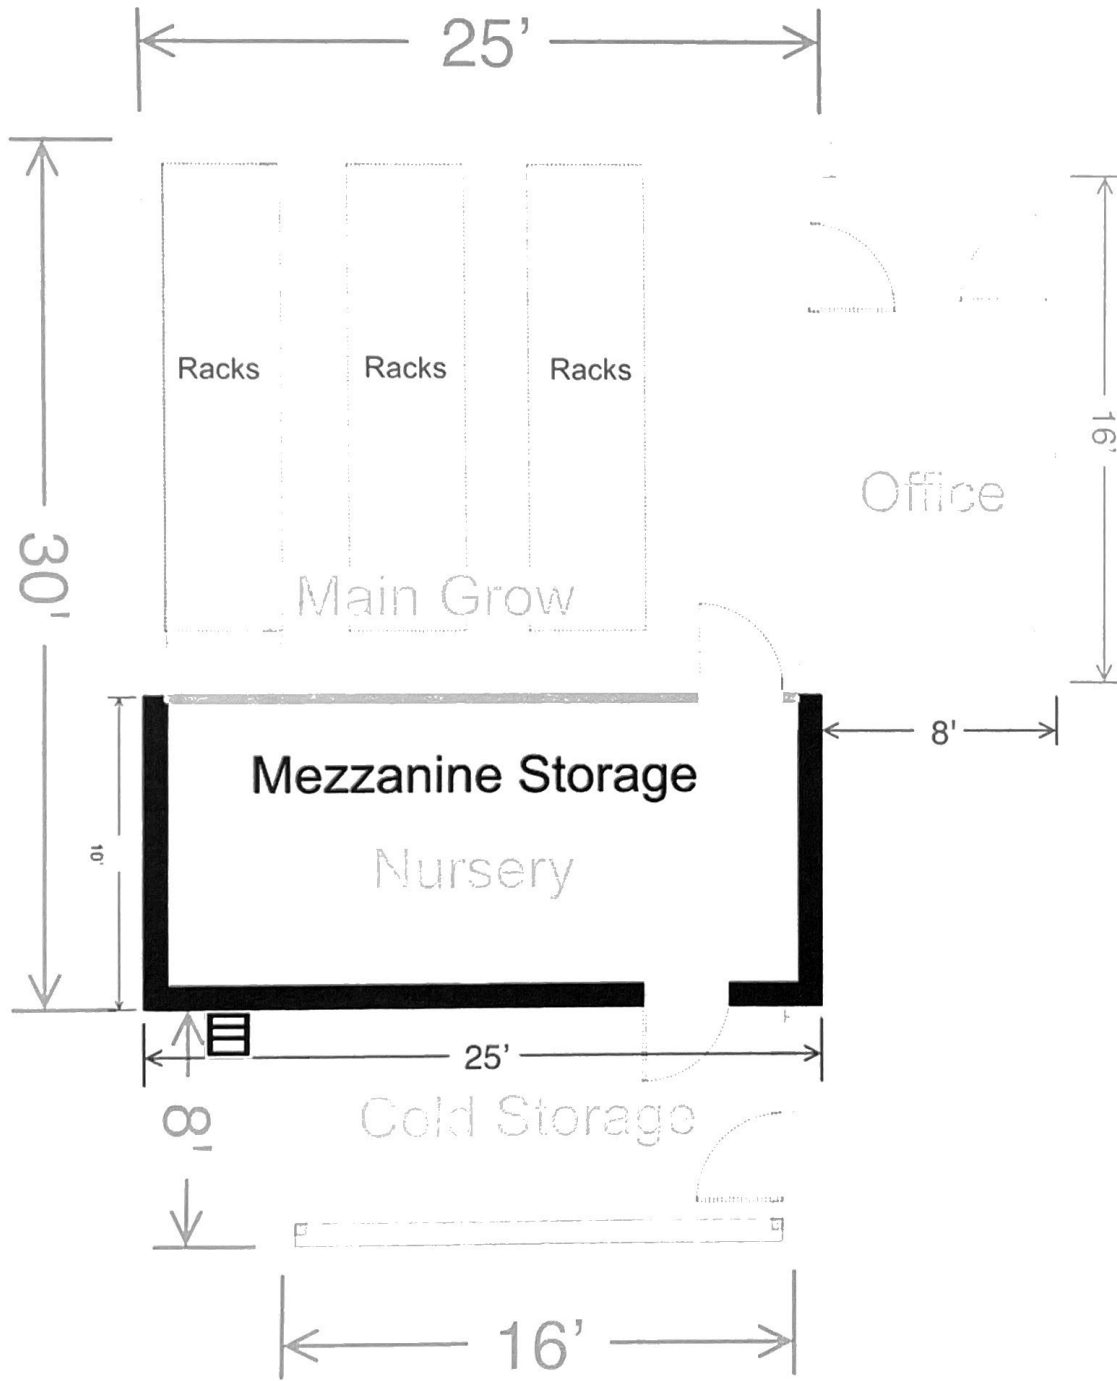 25’
Racks
Racks
Racks
16'
Office
30'
Main Grow
8'
Mezzanine Storage
10'
Nursery
25'
8'
Cold Storage
16’